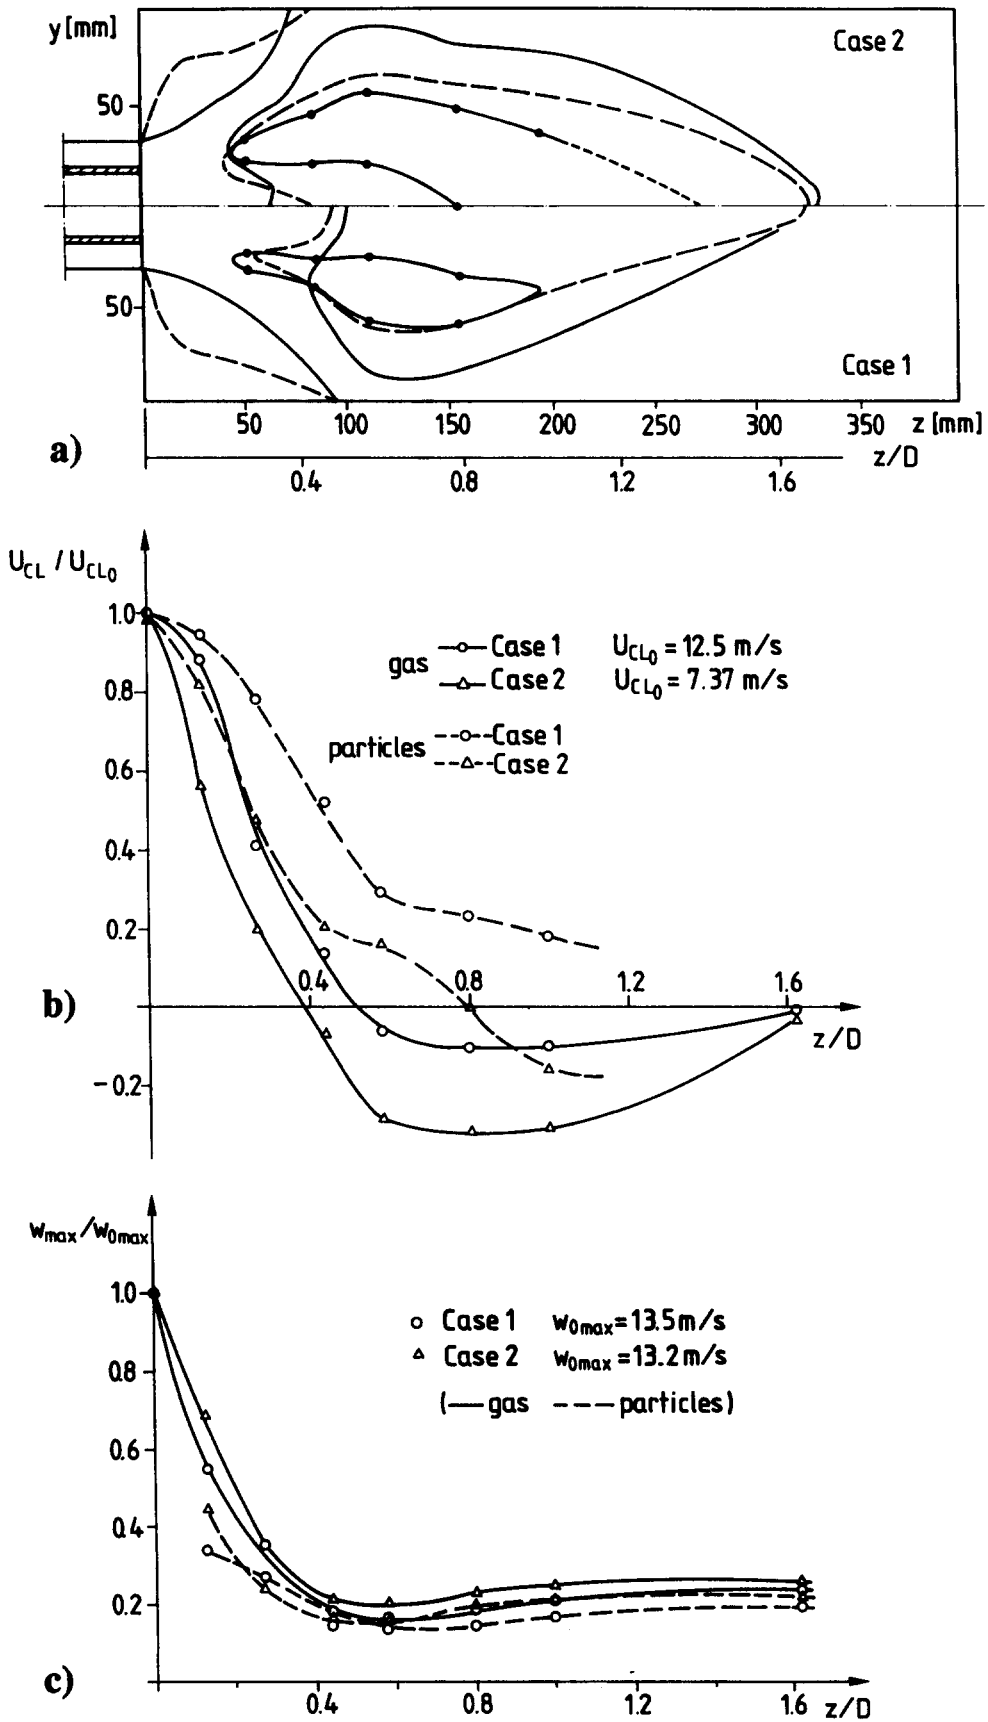 y [mm]
Case 2
50
50
Case 1
50 100 150 200 250 300 350 z [mm]
a)
z/D
0.4 0.8 1.2 1.6
U_CL / U_CL0
1.0
0.8
0.6
0.4
0.2
-0.2
gas
Case 1 U_CL0 = 12.5 m/s
Case 2 U_CL0 = 7.37 m/s
particles
Case 1
Case 2
0.4 0.8 1.2 1.6
z/D
b)
w_max/w_0max
1.0
0.8
0.6
0.4
0.2
Case 1 w_0max = 13.5 m/s
Case 2 w_0max = 13.2 m/s
(— gas --- particles)
c)
0.4 0.8 1.2 1.6 z/D